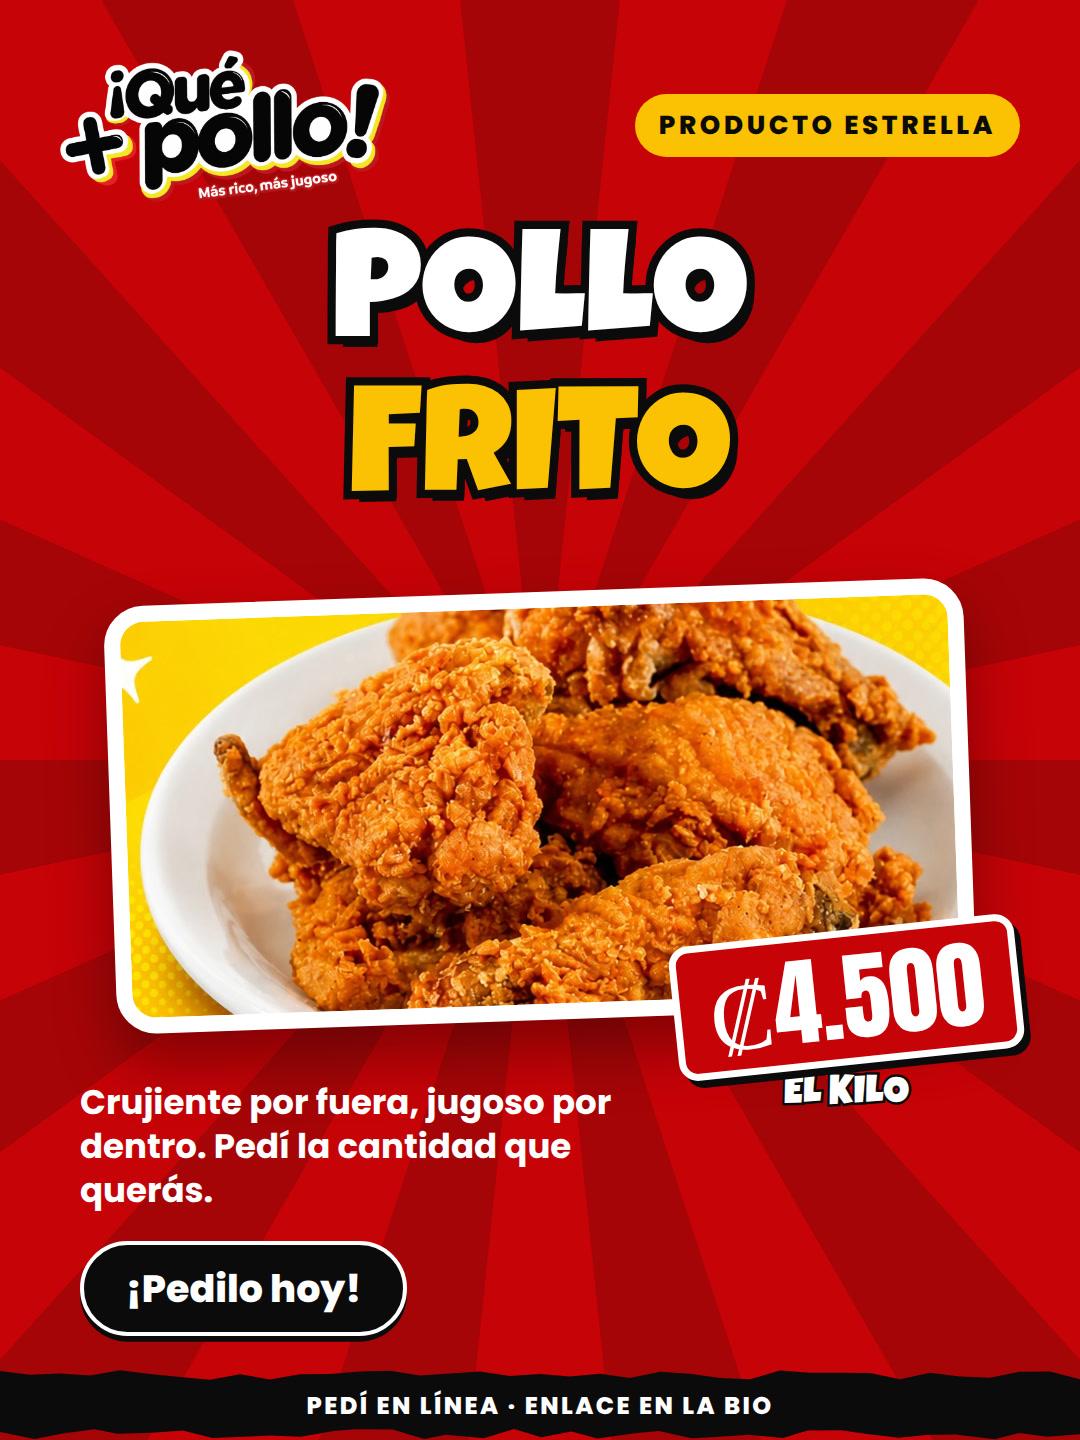 ¡Qué
+ pollo!
Más rico, más jugoso
PRODUCTO ESTRELLA
POLLO
FRITO
₡4.500
EL KILO
Crujiente por fuera, jugoso por
dentro. Pedí la cantidad que
querás.
¡Pedilo hoy!
PEDÍ EN LÍNEA · ENLACE EN LA BIO